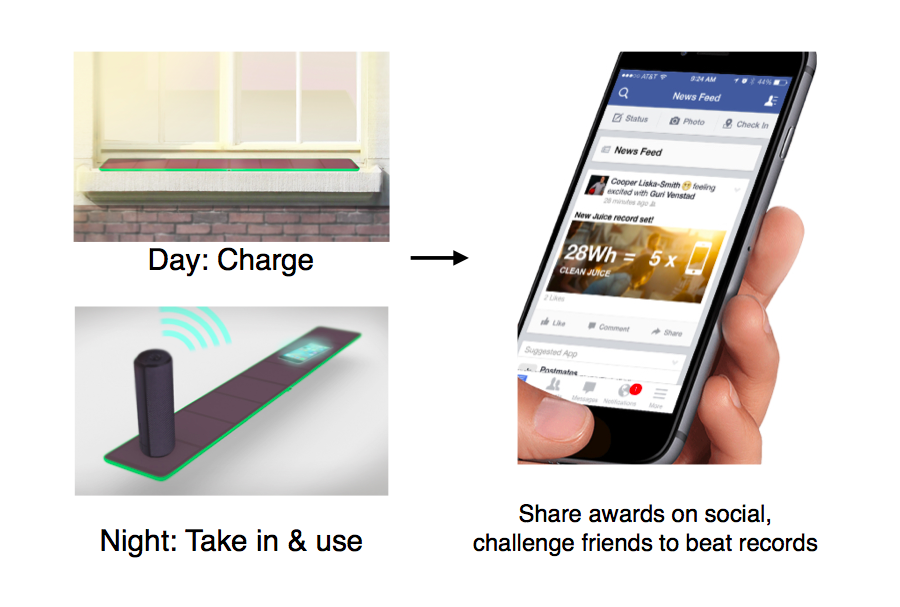 Day: Charge
Night: Take in & use
AT&T 9:24 AM 44%
News Feed
Status Photo Check In
News Feed
Cooper Liska-Smith feeling
excited with Guri Venstad
28 minutes ago
New Juice record set!
28Wh = 5 x
CLEAN JUICE
2 Likes
Like Comment Share
Suggested App
Postmates
Messages Notifications More
Share awards on social,
challenge friends to beat records